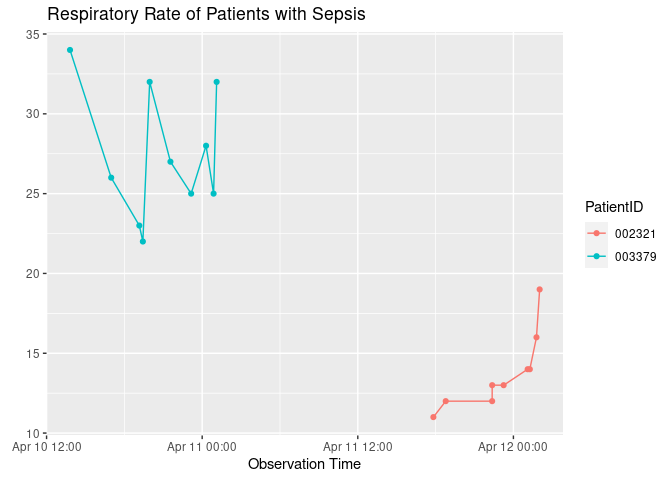 Respiratory Rate of Patients with Sepsis
35
30
25
20
15
10
Apr 10 12:00 Apr 11 00:00 Apr 11 12:00 Apr 12 00:00
Observation Time
PatientID
002321
003379